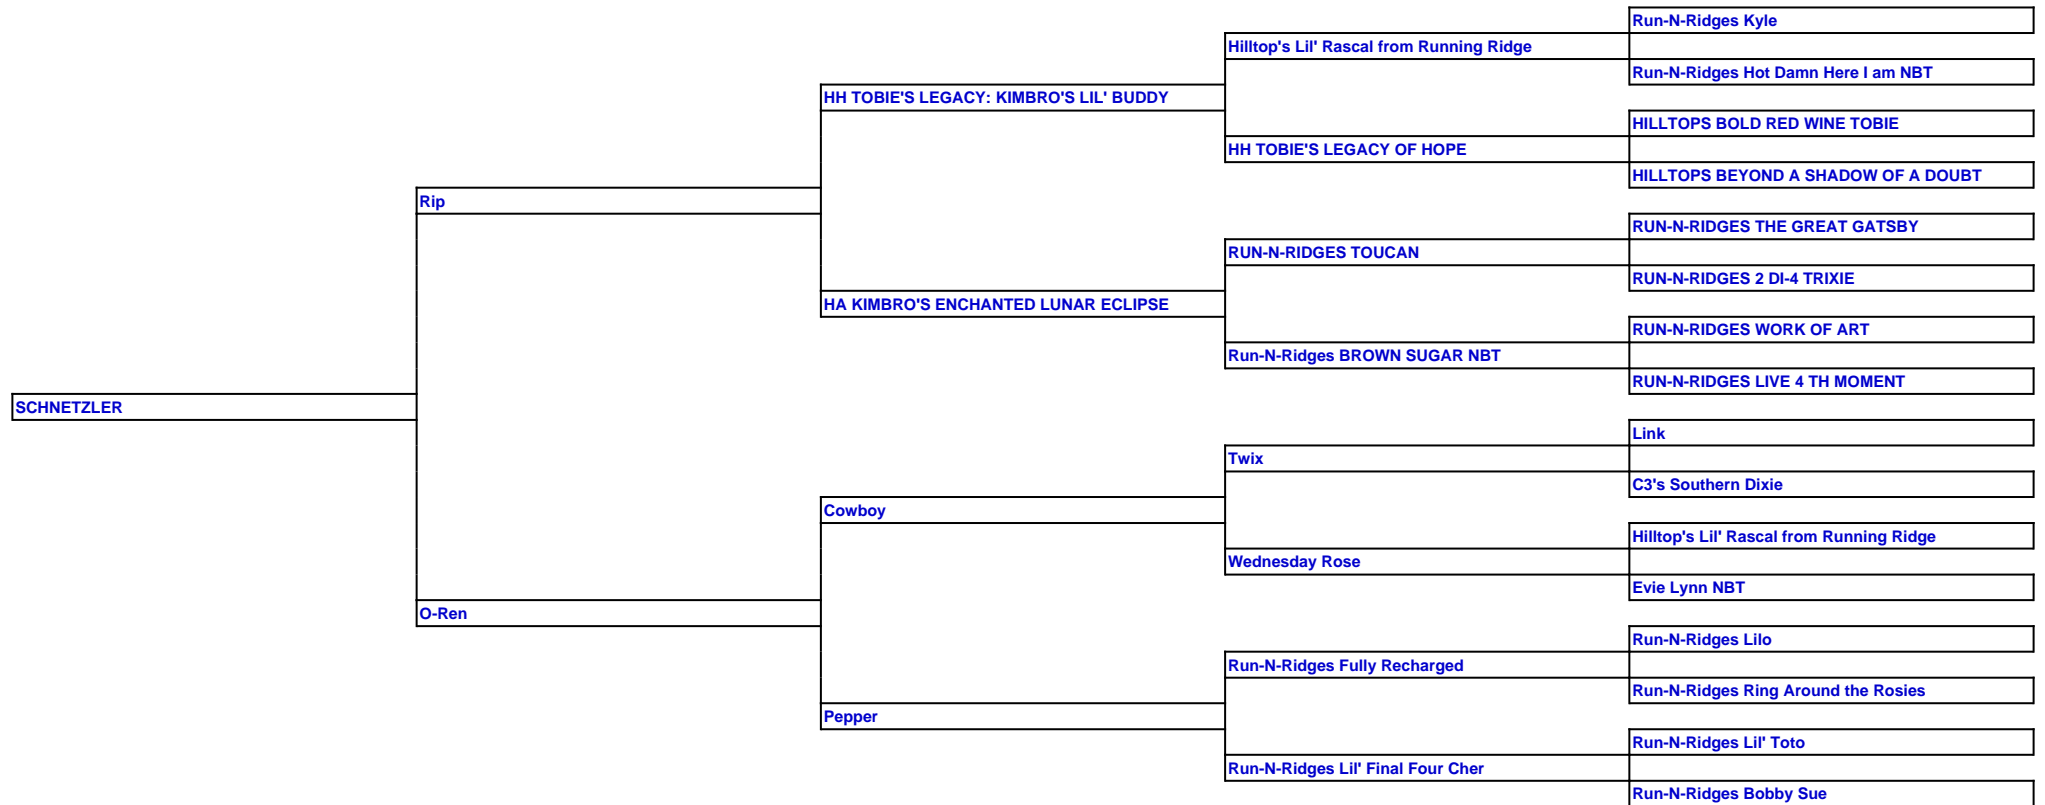 Run-N-Ridges Kyle
Hilltop's Lil' Rascal from Running Ridge
Run-N-Ridges Hot Damn Here I am NBT
HH TOBIE'S LEGACY: KIMBRO'S LIL' BUDDY
HILLTOPS BOLD RED WINE TOBIE
HH TOBIE'S LEGACY OF HOPE
HILLTOPS BEYOND A SHADOW OF A DOUBT
Rip
RUN-N-RIDGES THE GREAT GATSBY
RUN-N-RIDGES TOUCAN
RUN-N-RIDGES 2 DI-4 TRIXIE
HA KIMBRO'S ENCHANTED LUNAR ECLIPSE
RUN-N-RIDGES WORK OF ART
Run-N-Ridges BROWN SUGAR NBT
RUN-N-RIDGES LIVE 4 TH MOMENT
SCHNETZLER
Link
Twix
C3's Southern Dixie
Cowboy
Hilltop's Lil' Rascal from Running Ridge
Wednesday Rose
Evie Lynn NBT
O-Ren
Run-N-Ridges Lilo
Run-N-Ridges Fully Recharged
Run-N-Ridges Ring Around the Rosies
Pepper
Run-N-Ridges Lil' Toto
Run-N-Ridges Lil' Final Four Cher
Run-N-Ridges Bobby Sue